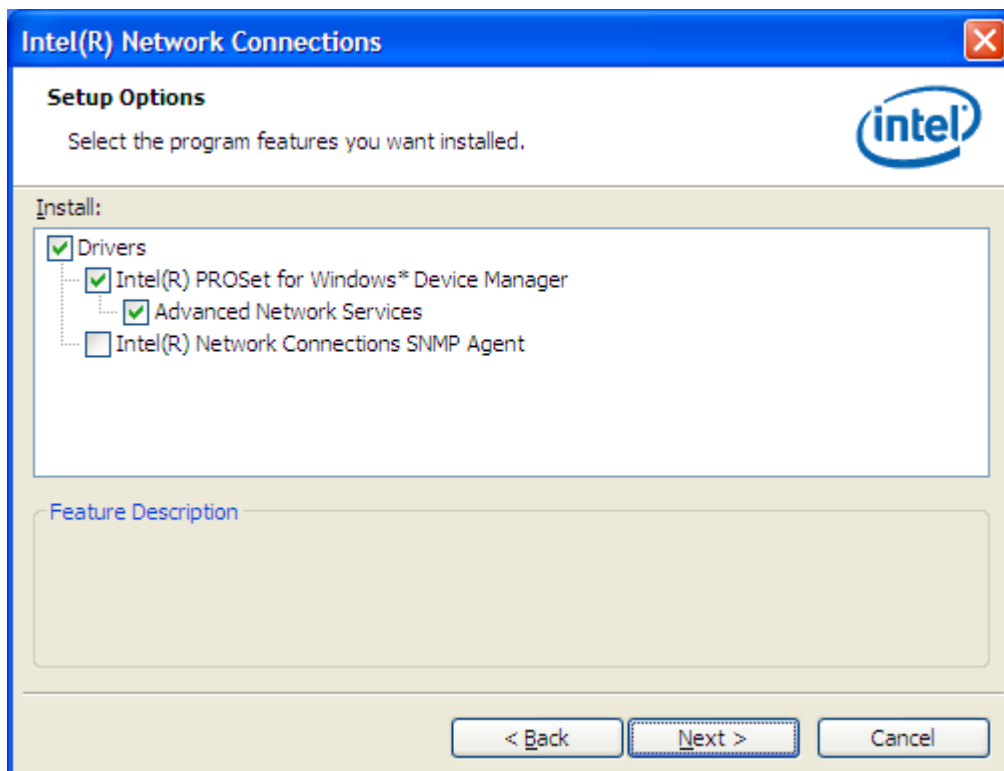 Intel(R) Network Connections
Setup Options
Select the program features you want installed.
intel
Install:
Drivers
Intel(R) PROSet for Windows* Device Manager
Advanced Network Services
Intel(R) Network Connections SNMP Agent
Feature Description
< Back Next > Cancel